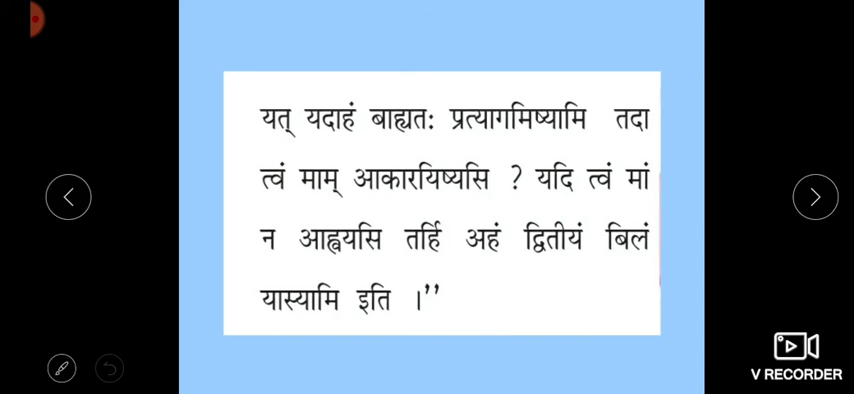 यत् यदाहं बाह्यतः प्रत्यागमिष्यामि तदा
त्वं माम् आकारयिष्यसि ? यदि त्वं मां
न आह्वयसि तर्हि अहं द्वितीयं बिलं
यास्यामि इति ।’’
V RECORDER